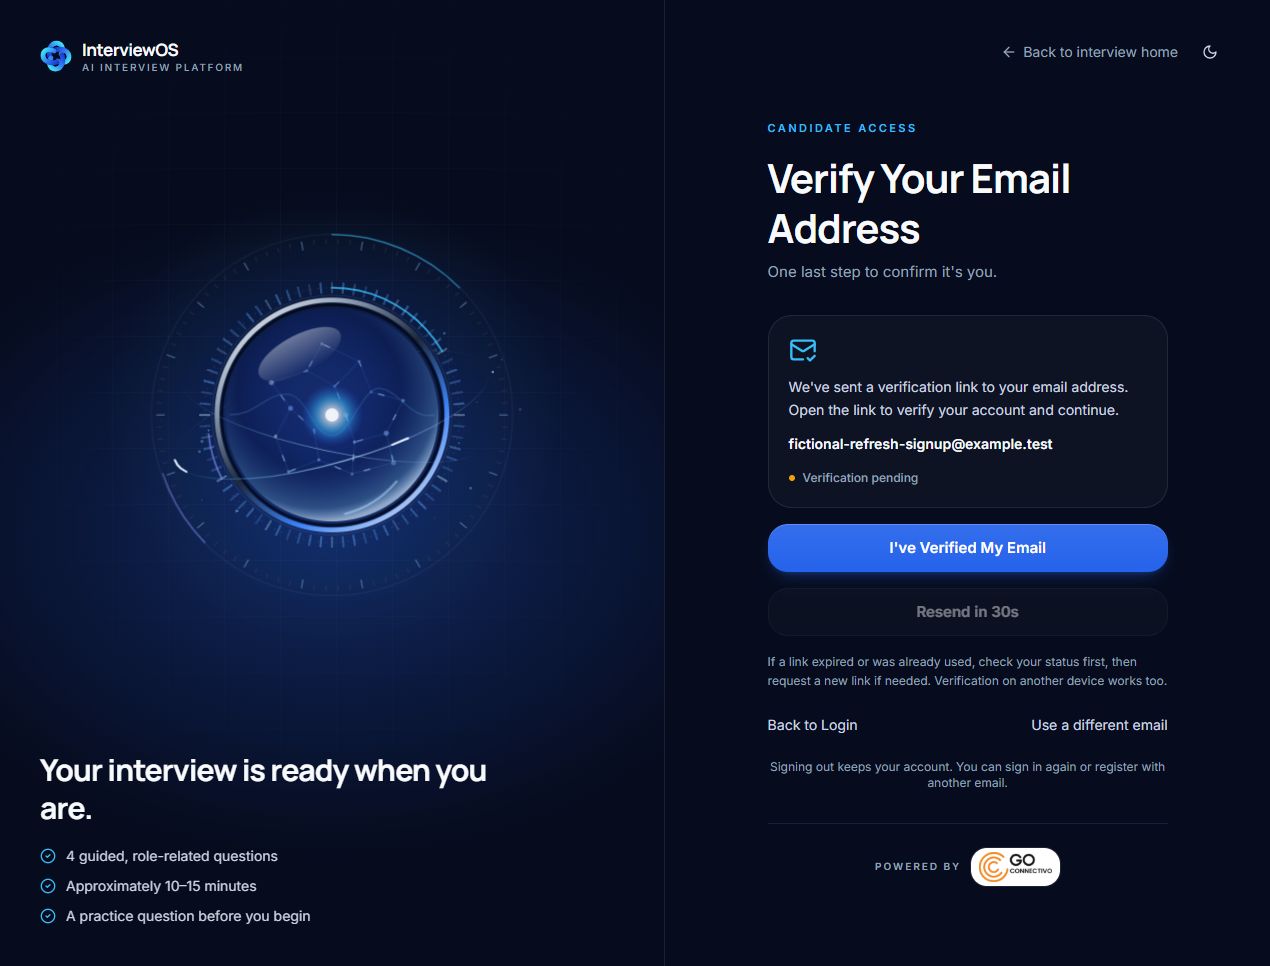 InterviewOS
AI INTERVIEW PLATFORM
Your interview is ready when you
are.
4 guided, role-related questions
Approximately 10–15 minutes
A practice question before you begin
Back to interview home
CANDIDATE ACCESS
Verify Your Email
Address
One last step to confirm it's you.
We've sent a verification link to your email address.
Open the link to verify your account and continue.
fictional-refresh-signup@example.test
Verification pending
I've Verified My Email
Resend in 30s
If a link expired or was already used, check your status first, then
request a new link if needed. Verification on another device works too.
Back to Login
Use a different email
Signing out keeps your account. You can sign in again or register with
another email.
POWERED BY
GO
CONNECTIVO